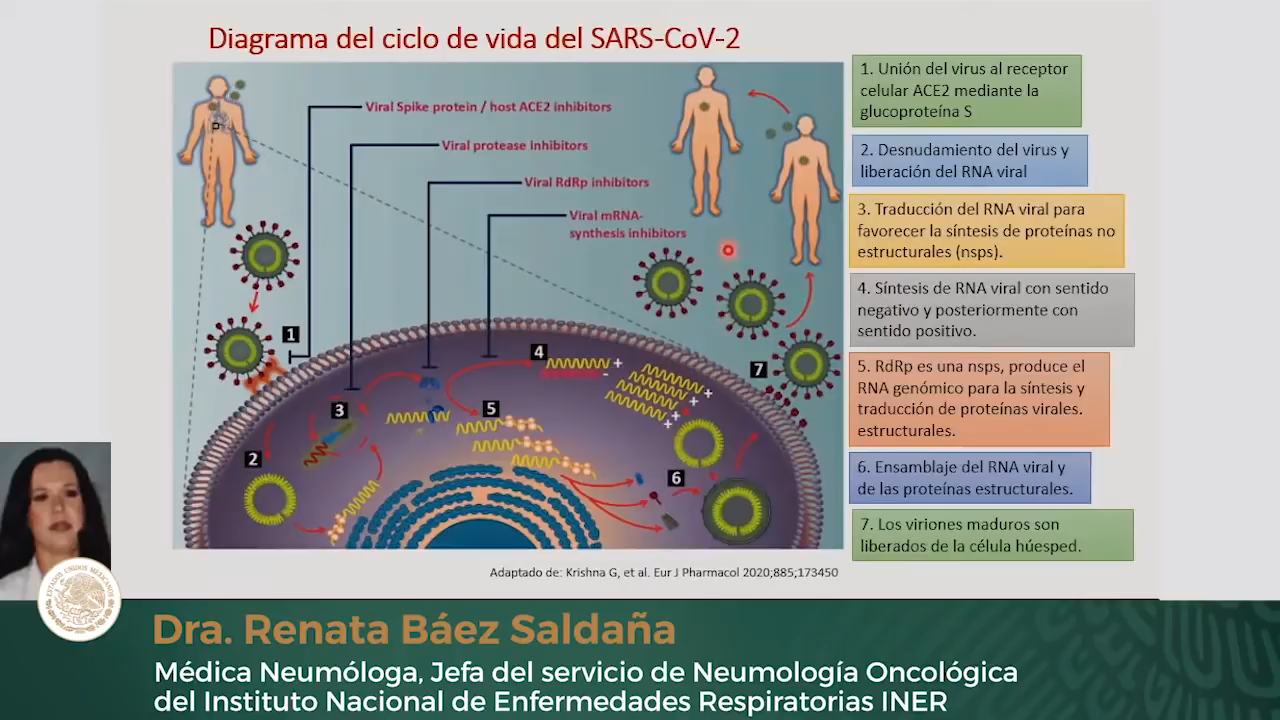 Diagrama del ciclo de vida del SARS-CoV-2
Viral Spike protein / host ACE2 inhibitors
Viral protease inhibitors
Viral RdRp inhibitors
Viral mRNA-
synthesis inhibitors
1
2
3
4
5
6
7
+
-
+
+
+
+
1. Unión del virus al receptor
celular ACE2 mediante la
glucoproteína S
2. Desnudamiento del virus y
liberación del RNA viral
3. Traducción del RNA viral para
favorecer la síntesis de proteínas no
estructurales (nsps).
4. Síntesis de RNA viral con sentido
negativo y posteriormente con
sentido positivo.
5. RdRp es una nsps, produce el
RNA genómico para la síntesis y
traducción de proteínas virales.
estructurales.
6. Ensamblaje del RNA viral y
de las proteínas estructurales.
7. Los viriones maduros son
liberados de la célula húesped.
Adaptado de: Krishna G, et al. Eur J Pharmacol 2020;885;173450
ESTADOS UNIDOS MEXICANOS
Dra. Renata Báez Saldaña
Médica Neumóloga, Jefa del servicio de Neumología Oncológica
del Instituto Nacional de Enfermedades Respiratorias INER